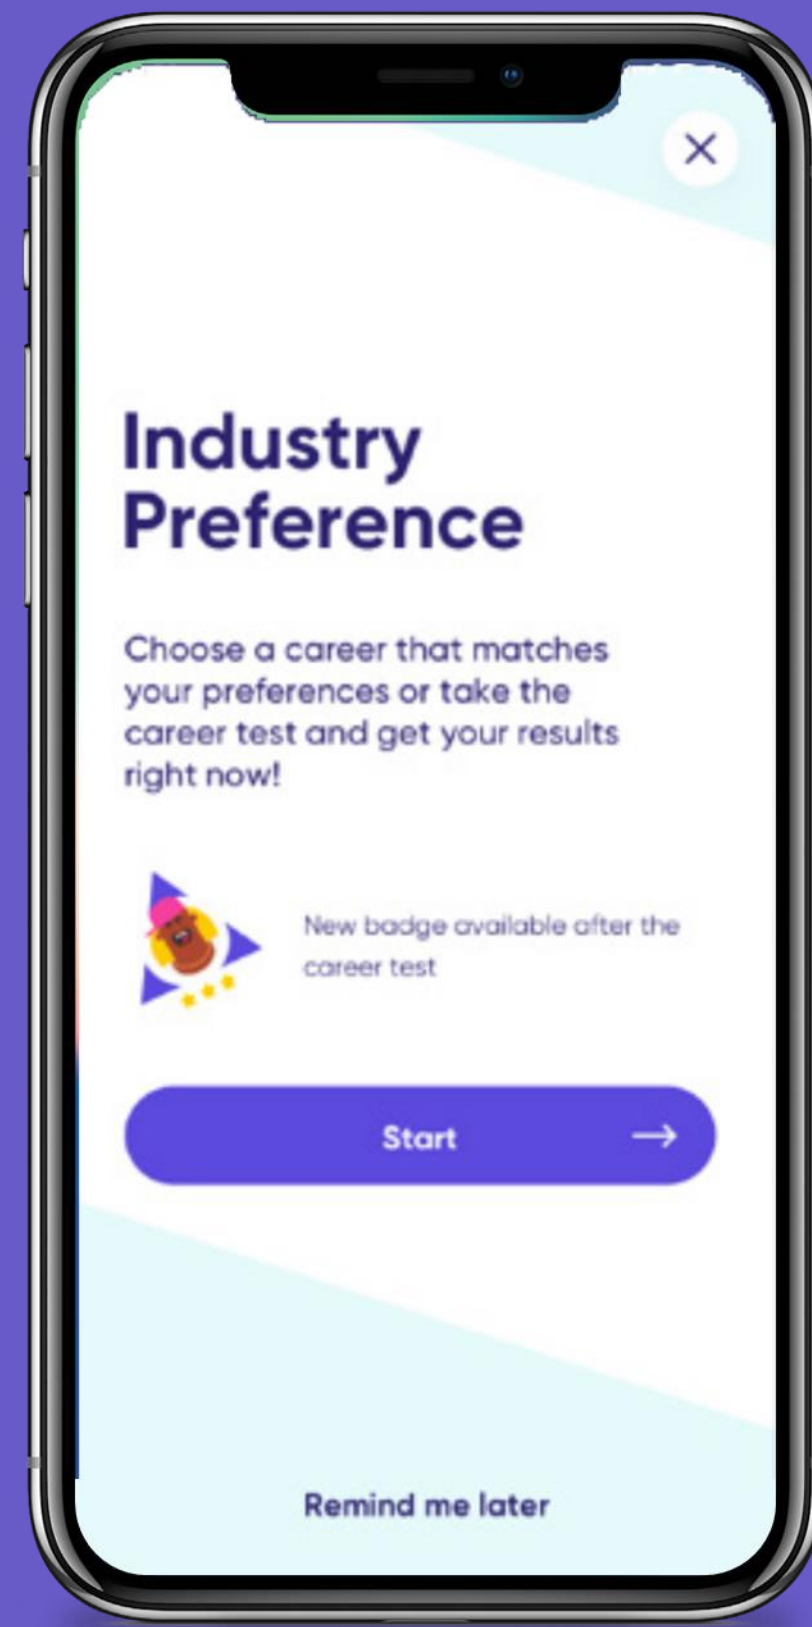 Industry
Preference
Choose a career that matches
your preferences or take the
career test and get your results
right now!
New badge available after the
career test
Start
Remind me later